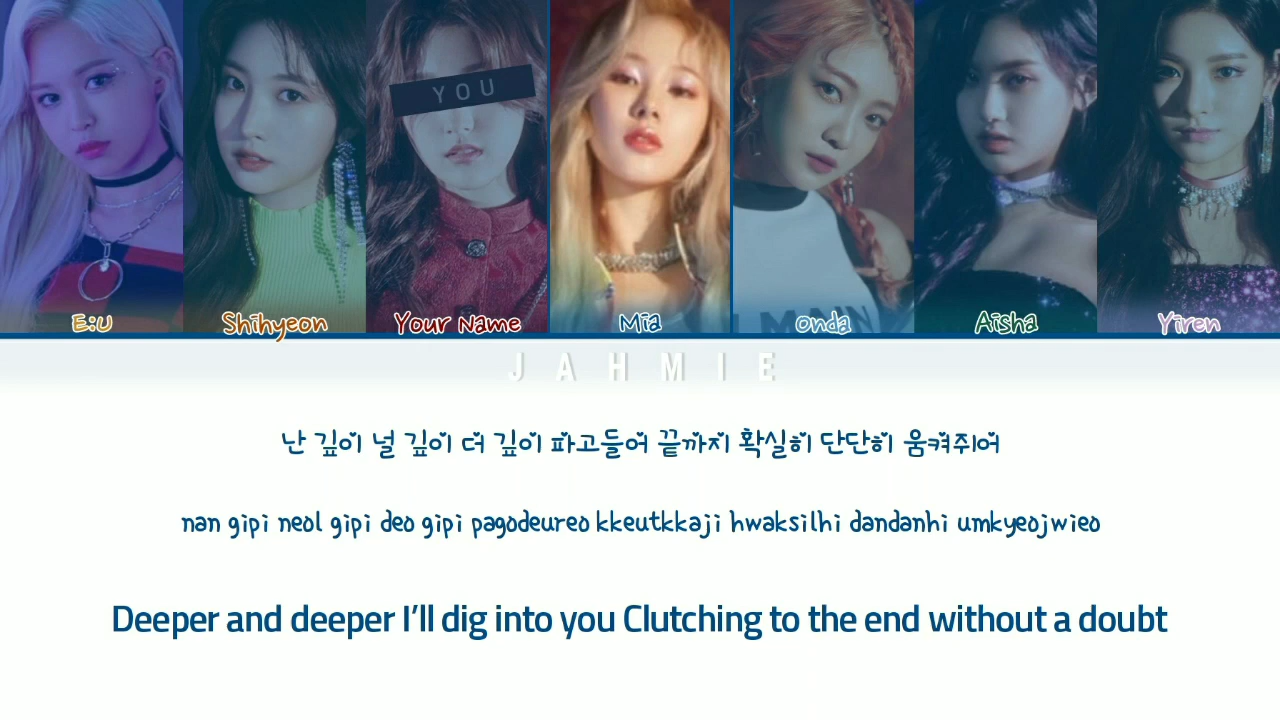 YOU
E:U Shihyeon Your Name Mia Onda Aisha Yiren
JAHMIE
난 깊이 널 깊이 더 깊이 파고들어 끝까지 확실히 단단히 움켜쥐어
nan gipi neol gipi deo gipi pagodeureo kkeutkkaji hwaksilhi dandanhi umkyeojwieo
Deeper and deeper I'll dig into you Clutching to the end without a doubt